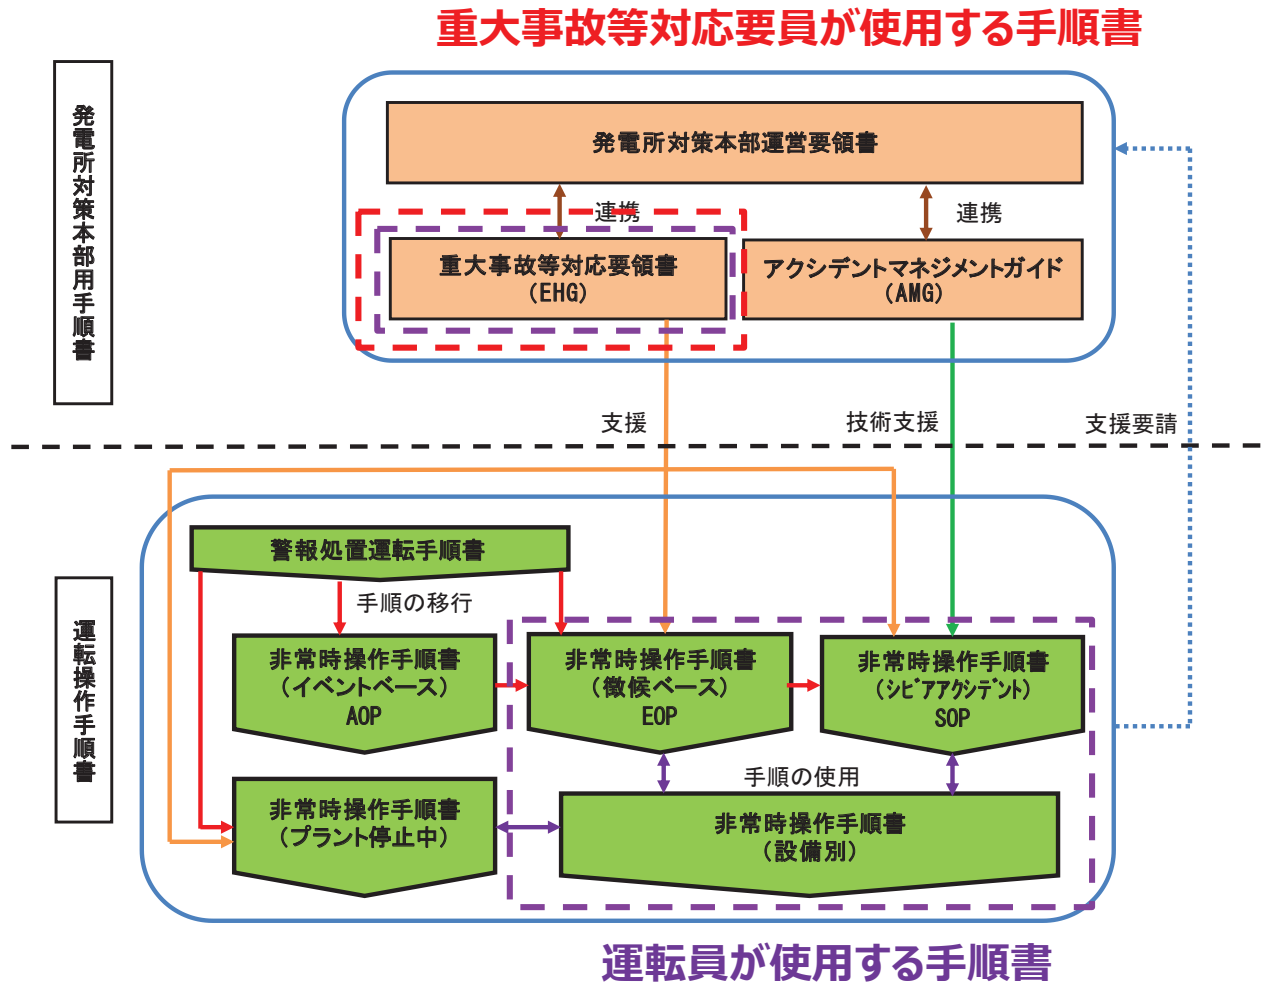 重大事故等対応要員が使用する手順書
発電所対策本部用手順書
発電所対策本部運営要領書
連携
連携
重大事故等対応要領書
(EHG)
アクシデントマネジメントガイド
(AMG)
支援
技術支援
支援要請
運転操作手順書
警報処置運転手順書
手順の移行
非常時操作手順書
(イベントベース)
AOP
非常時操作手順書
(徴候ベース)
EOP
非常時操作手順書
(シビアアクシデント)
SOP
手順の使用
非常時操作手順書
(プラント停止中)
非常時操作手順書
(設備別)
運転員が使用する手順書